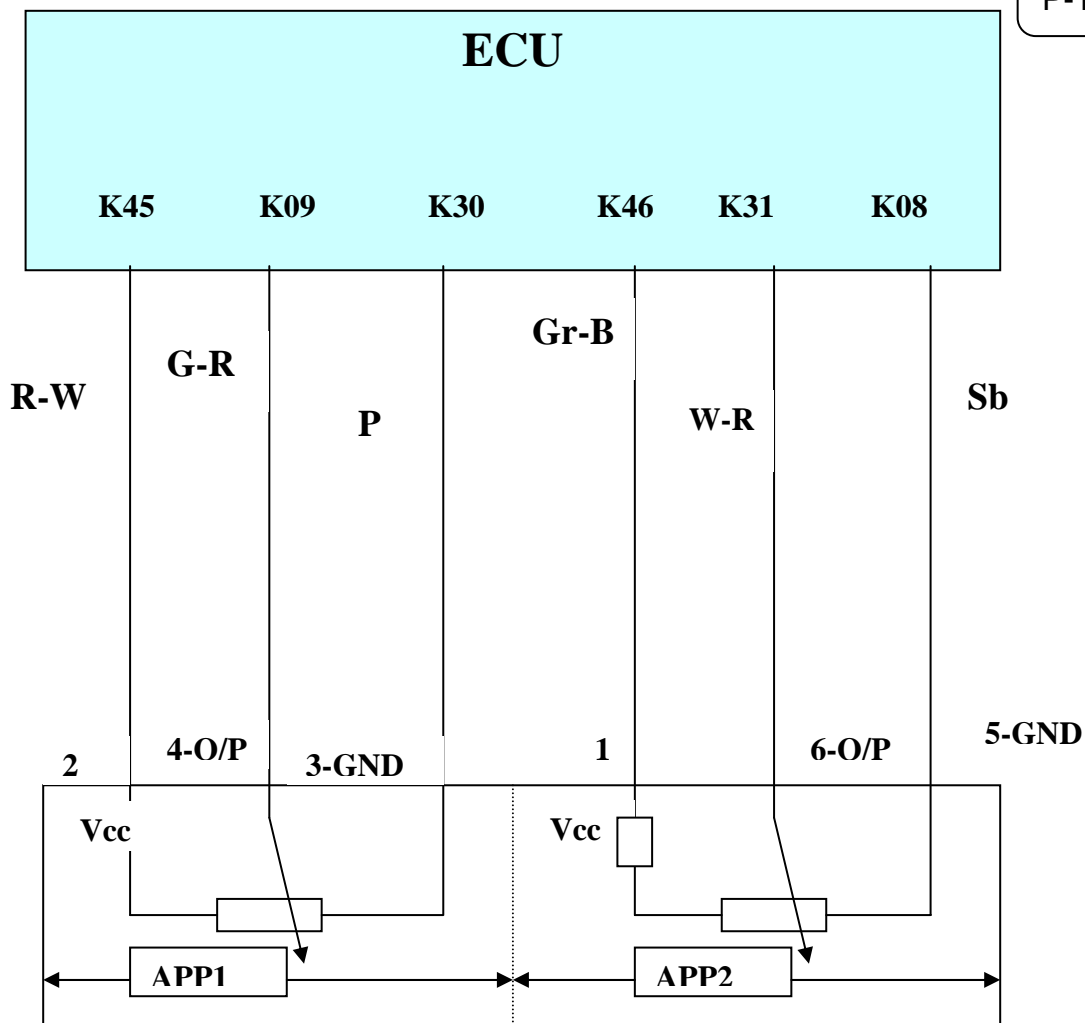 ECU
K45 K09 K30 K46 K31 K08
Gr-B
G-R
R-W
Sb
P
W-R
5-GND
2
4-O/P
3-GND
1
6-O/P
Vcc
Vcc
APP1
APP2